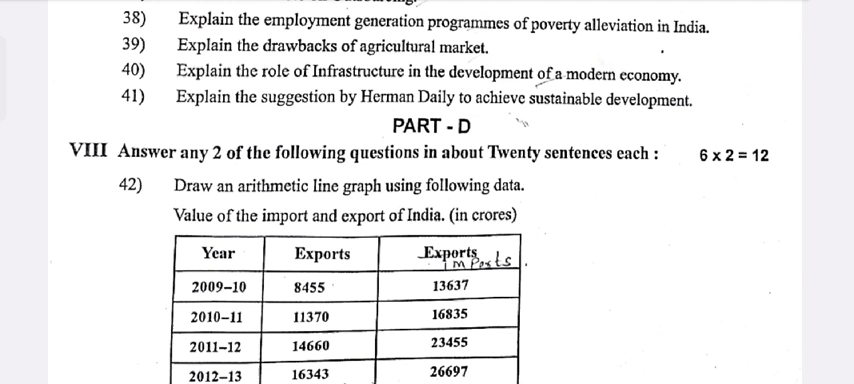 38) Explain the employment generation programmes of poverty alleviation in India.
39) Explain the drawbacks of agricultural market.
40) Explain the role of Infrastructure in the development of a modern economy.
41) Explain the suggestion by Herman Daily to achieve sustainable development.
PART - D
VIII Answer any 2 of the following questions in about Twenty sentences each : 6 x 2 = 12
42) Draw an arithmetic line graph using following data.
Value of the import and export of India. (in crores)
Year Exports Exports
imports
2009–10 8455 13637
2010–11 11370 16835
2011–12 14660 23455
2012–13 16343 26697